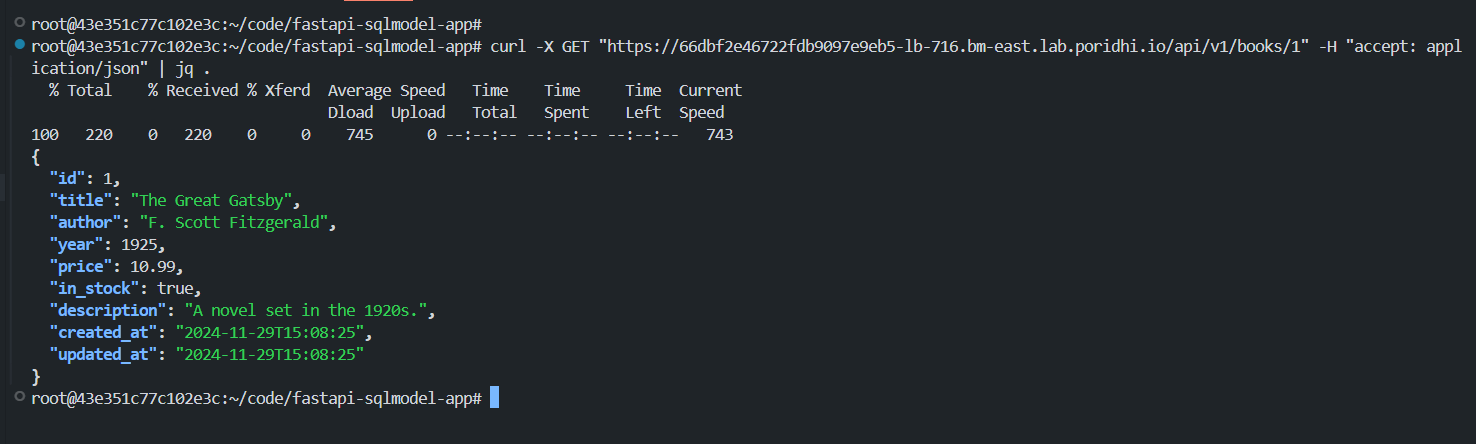 root@43e351c77c102e3c:~/code/fastapi-sqlmodel-app#
root@43e351c77c102e3c:~/code/fastapi-sqlmodel-app# curl -X GET "https://66dbf2e46722fdb9097e9eb5-lb-716.bm-east.lab.poridhi.io/api/v1/books/1" -H "accept: appl
ication/json" | jq .
  % Total    % Received % Xferd  Average Speed   Time    Time     Time  Current
                                 Dload  Upload   Total   Spent    Left  Speed
100   220    0   220    0     0    745      0 --:--:-- --:--:-- --:--:--   743
{
  "id": 1,
  "title": "The Great Gatsby",
  "author": "F. Scott Fitzgerald",
  "year": 1925,
  "price": 10.99,
  "in_stock": true,
  "description": "A novel set in the 1920s.",
  "created_at": "2024-11-29T15:08:25",
  "updated_at": "2024-11-29T15:08:25"
}
root@43e351c77c102e3c:~/code/fastapi-sqlmodel-app#